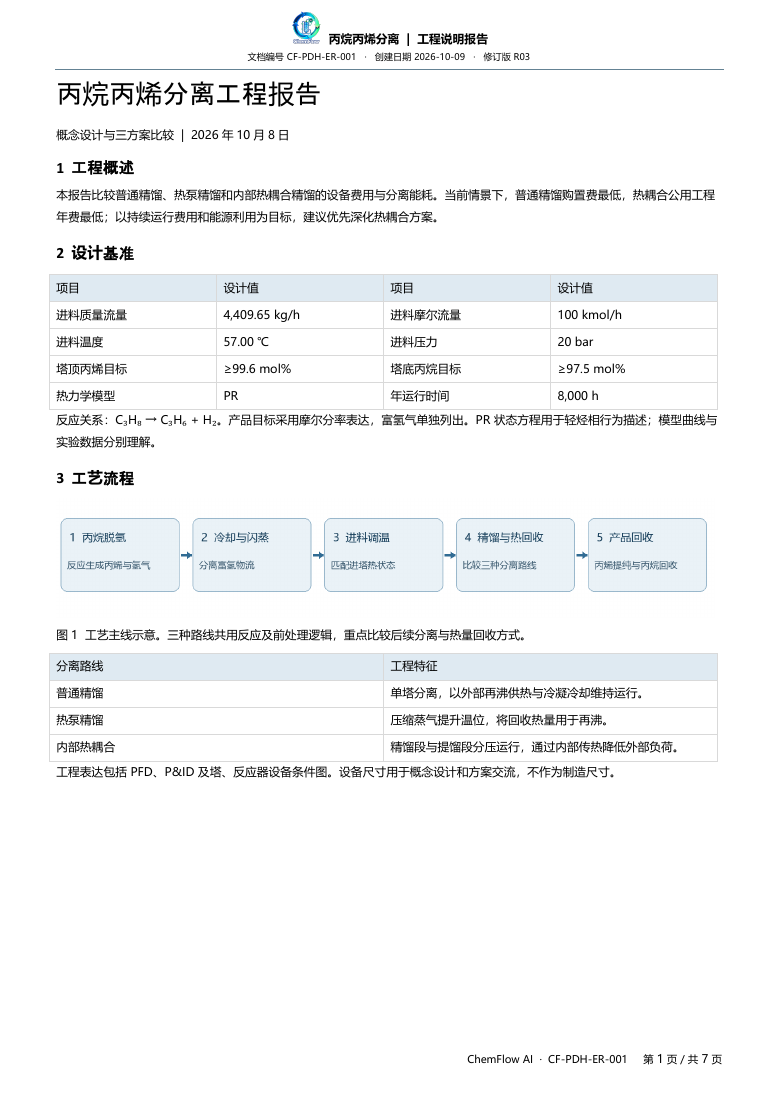 ChemFlow
丙烷丙烯分离 | 工程说明报告
文档编号 CF-PDH-ER-001 · 创建日期 2026-10-09 · 修订版 R03
丙烷丙烯分离工程报告
概念设计与三方案比较 | 2026 年 10 月 8 日
1 工程概述
本报告比较普通精馏、热泵精馏和内部热耦合精馏的设备费用与分离能耗。当前情景下，普通精馏购置费最低，热耦合公用工程
年费最低；以持续运行费用和能源利用为目标，建议优先深化热耦合方案。
2 设计基准
项目 设计值 项目 设计值
进料质量流量 4,409.65 kg/h 进料摩尔流量 100 kmol/h
进料温度 57.00 ℃ 进料压力 20 bar
塔顶丙烯目标 ≥99.6 mol% 塔底丙烷目标 ≥97.5 mol%
热力学模型 PR 年运行时间 8,000 h
反应关系：C₃H₈ → C₃H₆ + H₂。产品目标采用摩尔分率表达，富氢气单独列出。PR 状态方程用于轻烃相行为描述；模型曲线与
实验数据分别理解。
3 工艺流程
1 丙烷脱氢
反应生成丙烯与氢气
2 冷却与闪蒸
分离富氢物流
3 进料调温
匹配进塔热状态
4 精馏与热回收
比较三种分离路线
5 产品回收
丙烯提纯与丙烷回收
图 1 工艺主线示意。三种路线共用反应及前处理逻辑，重点比较后续分离与热量回收方式。
分离路线 工程特征
普通精馏 单塔分离，以外部再沸供热与冷凝冷却维持运行。
热泵精馏 压缩蒸气提升温位，将回收热量用于再沸。
内部热耦合 精馏段与提馏段分压运行，通过内部传热降低外部负荷。
工程表达包括 PFD、P&ID 及塔、反应器设备条件图。设备尺寸用于概念设计和方案交流，不作为制造尺寸。
ChemFlow AI · CF-PDH-ER-001 第 1 页 / 共 7 页